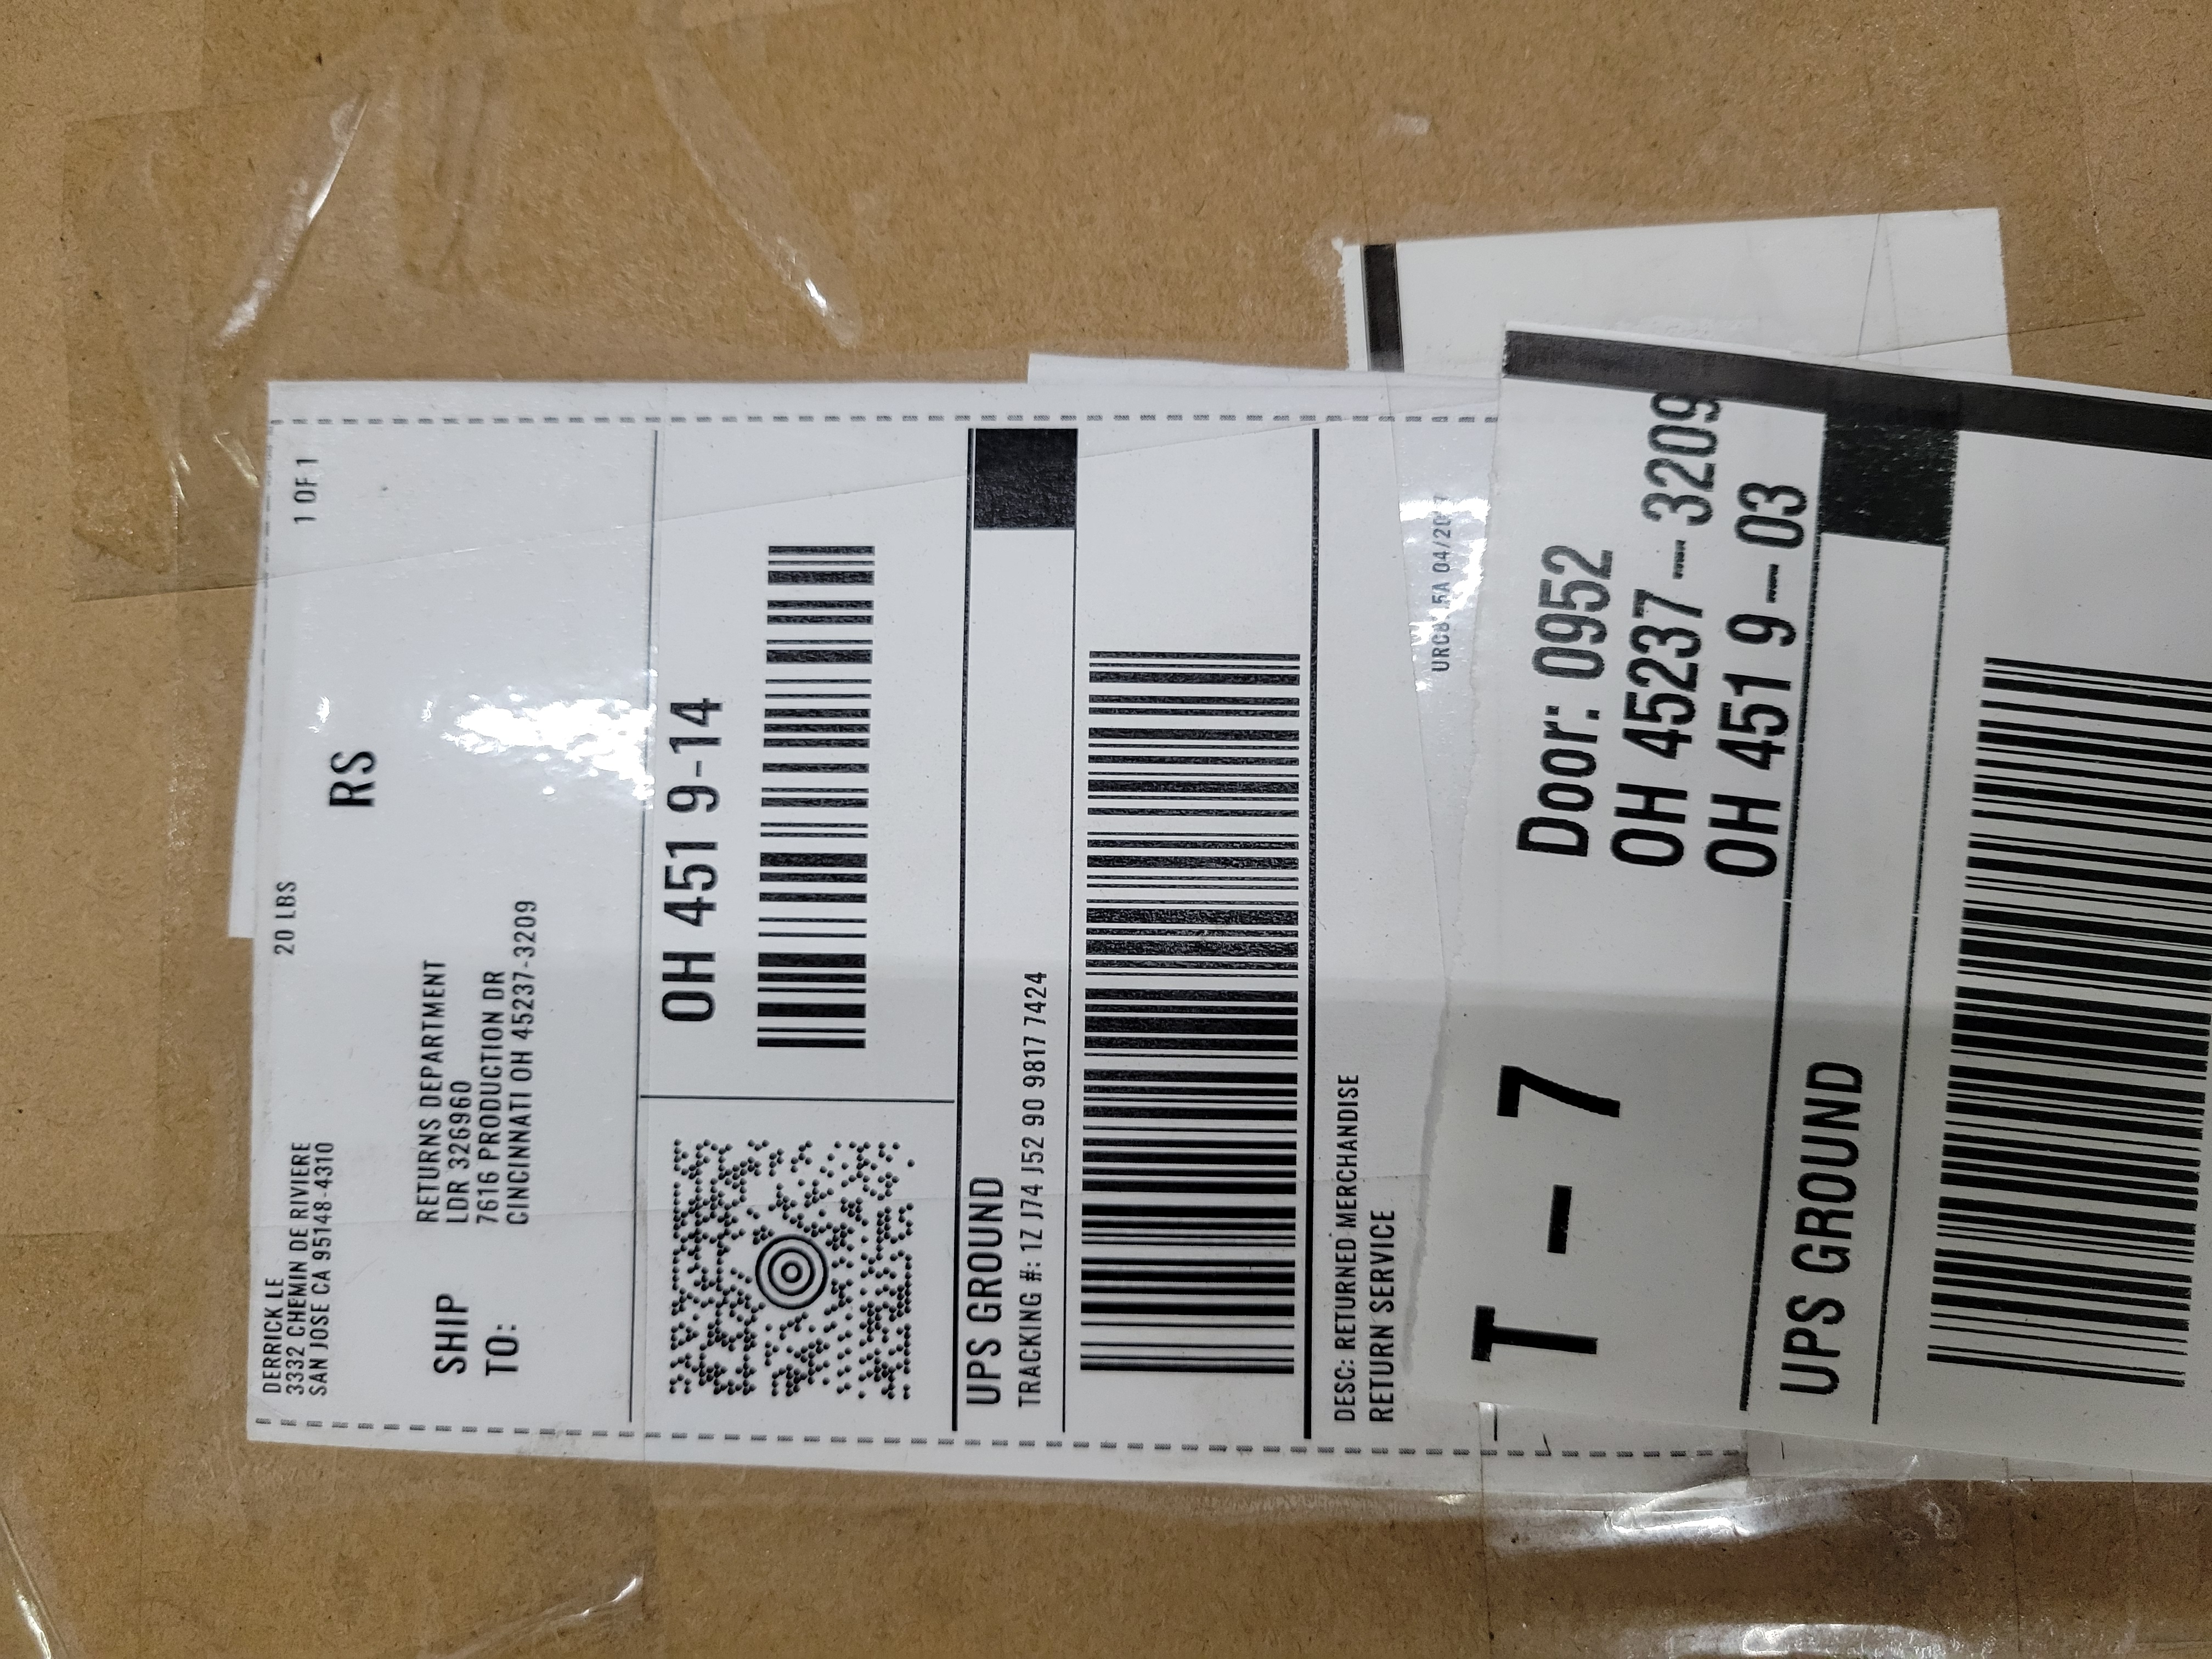 DERRICK LE
3332 CHEMIN DE RIVIERE
SAN JOSE CA 95148-4310
20 LBS
1 OF 1
RS
SHIP
TO:
RETURNS DEPARTMENT
LDR 326960
7616 PRODUCTION DR
CINCINNATI OH 45237-3209
OH 451 9-14
UPS GROUND
TRACKING #: 1Z J74 J52 90 9817 7424
DESC: RETURNED MERCHANDISE
RETURN SERVICE
T - 7
Door: 0952
OH 45237-3209
OH 451 9-03
UPS GROUND